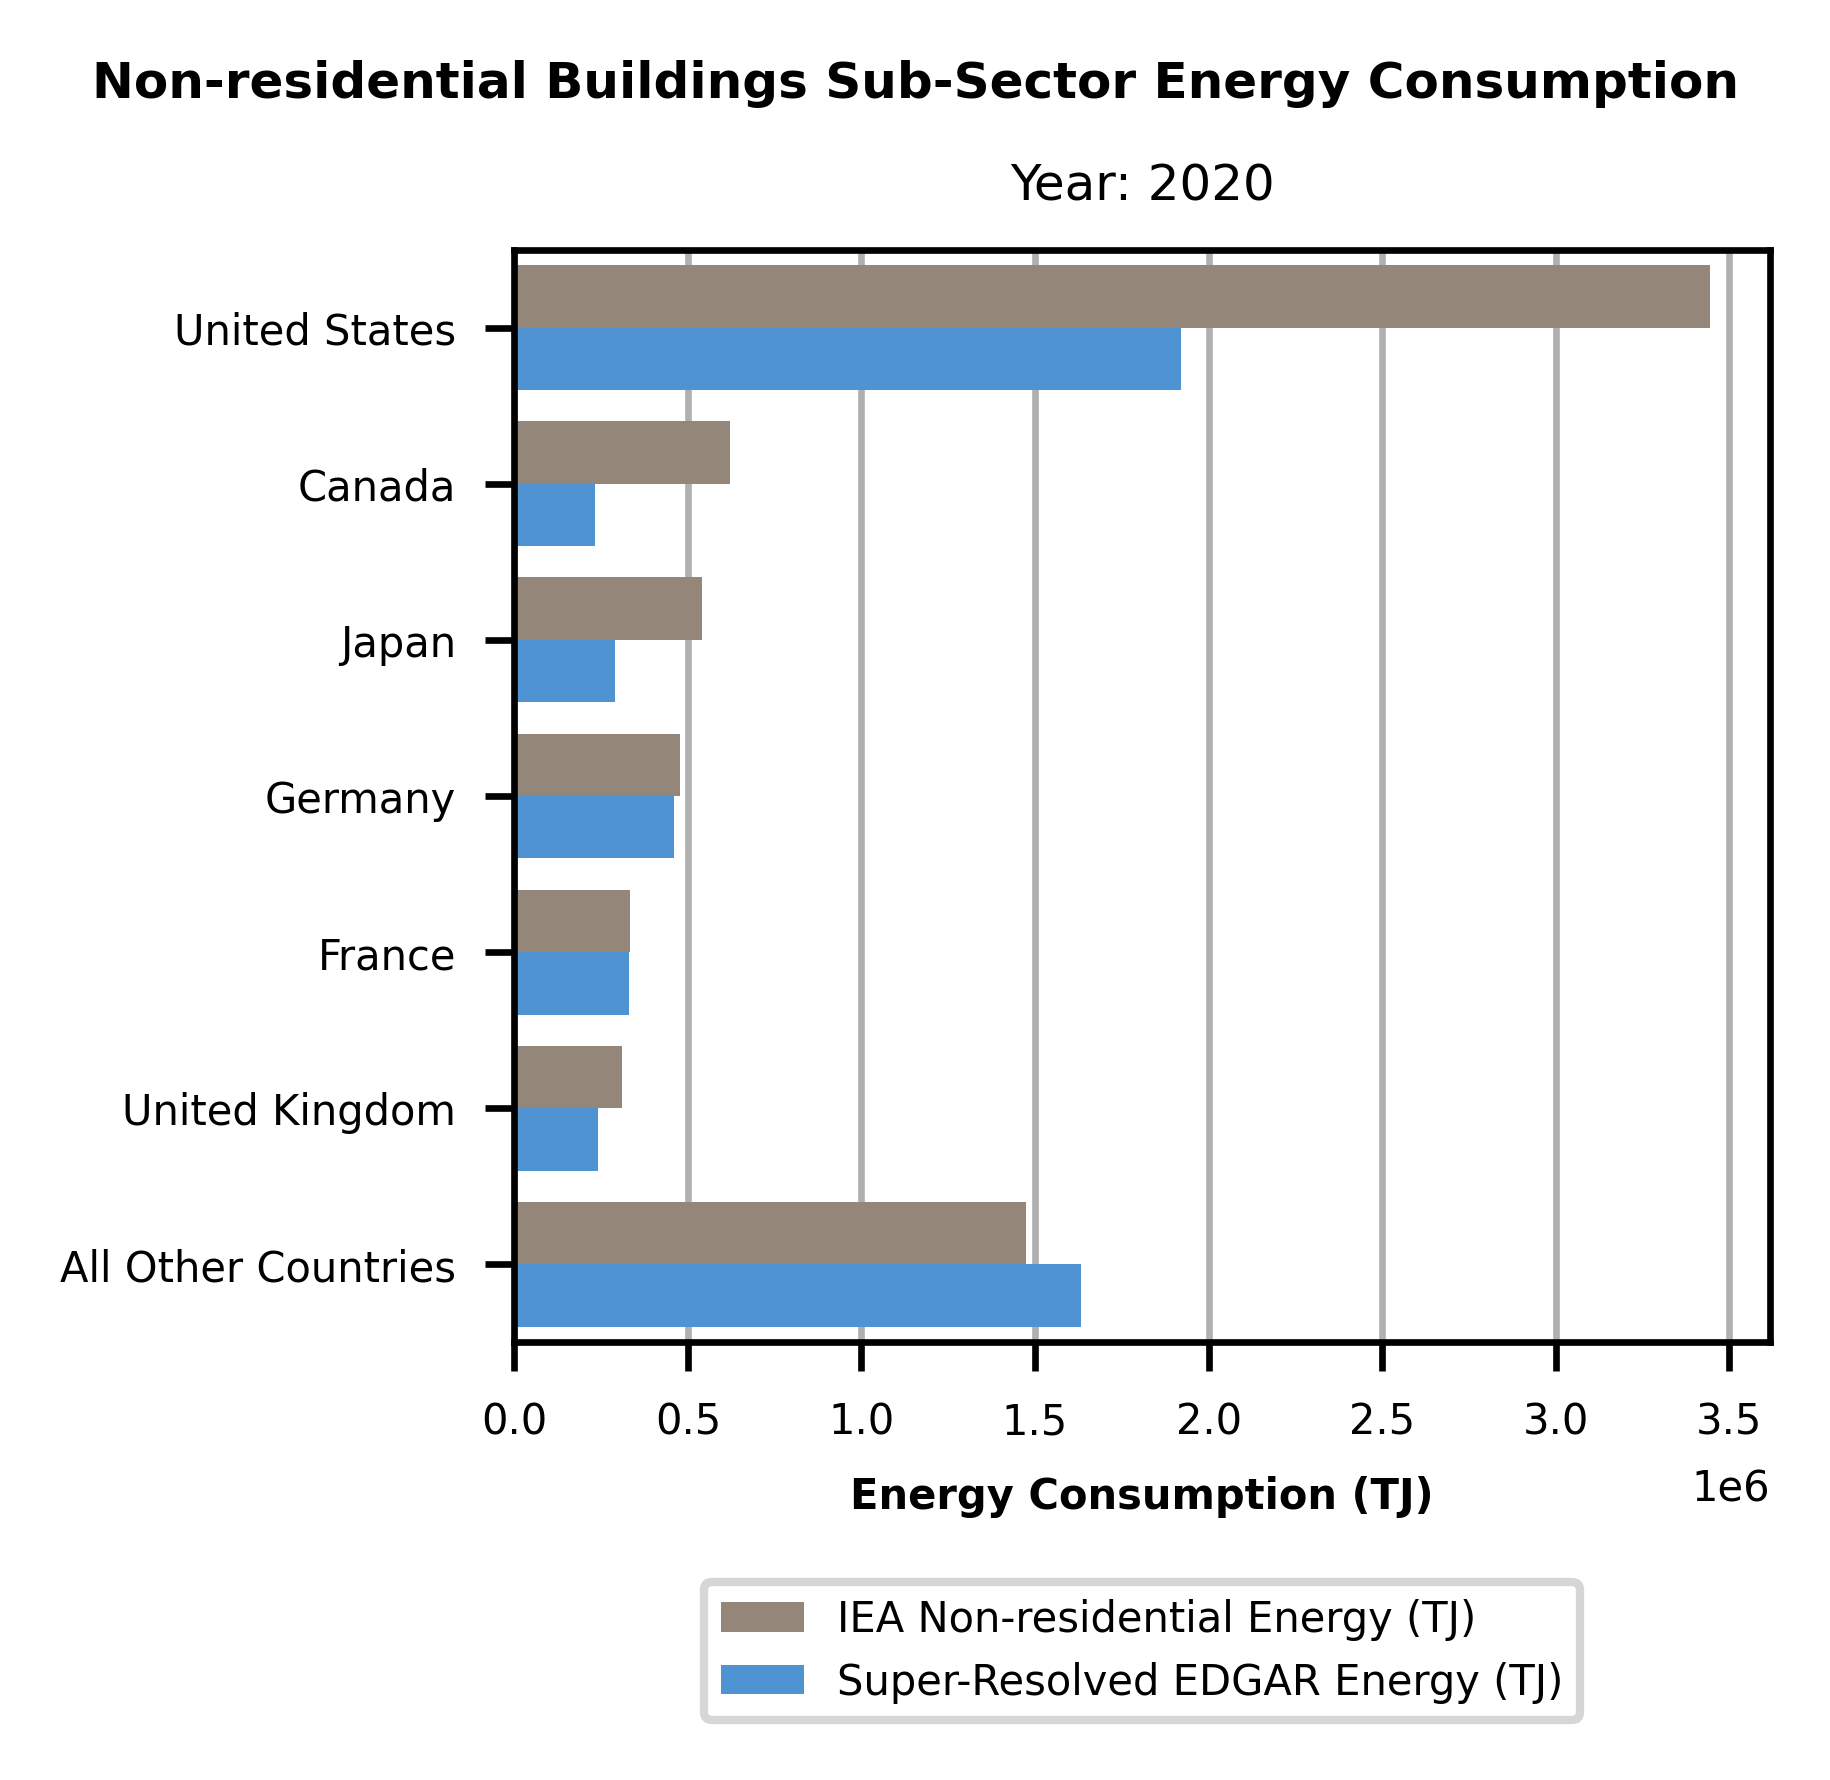 Non-residential Buildings Sub-Sector Energy Consumption
Year: 2020
United States
Canada
Japan
Germany
France
United Kingdom
All Other Countries
0.0 0.5 1.0 1.5 2.0 2.5 3.0 3.5
1e6
Energy Consumption (TJ)
IEA Non-residential Energy (TJ)
Super-Resolved EDGAR Energy (TJ)